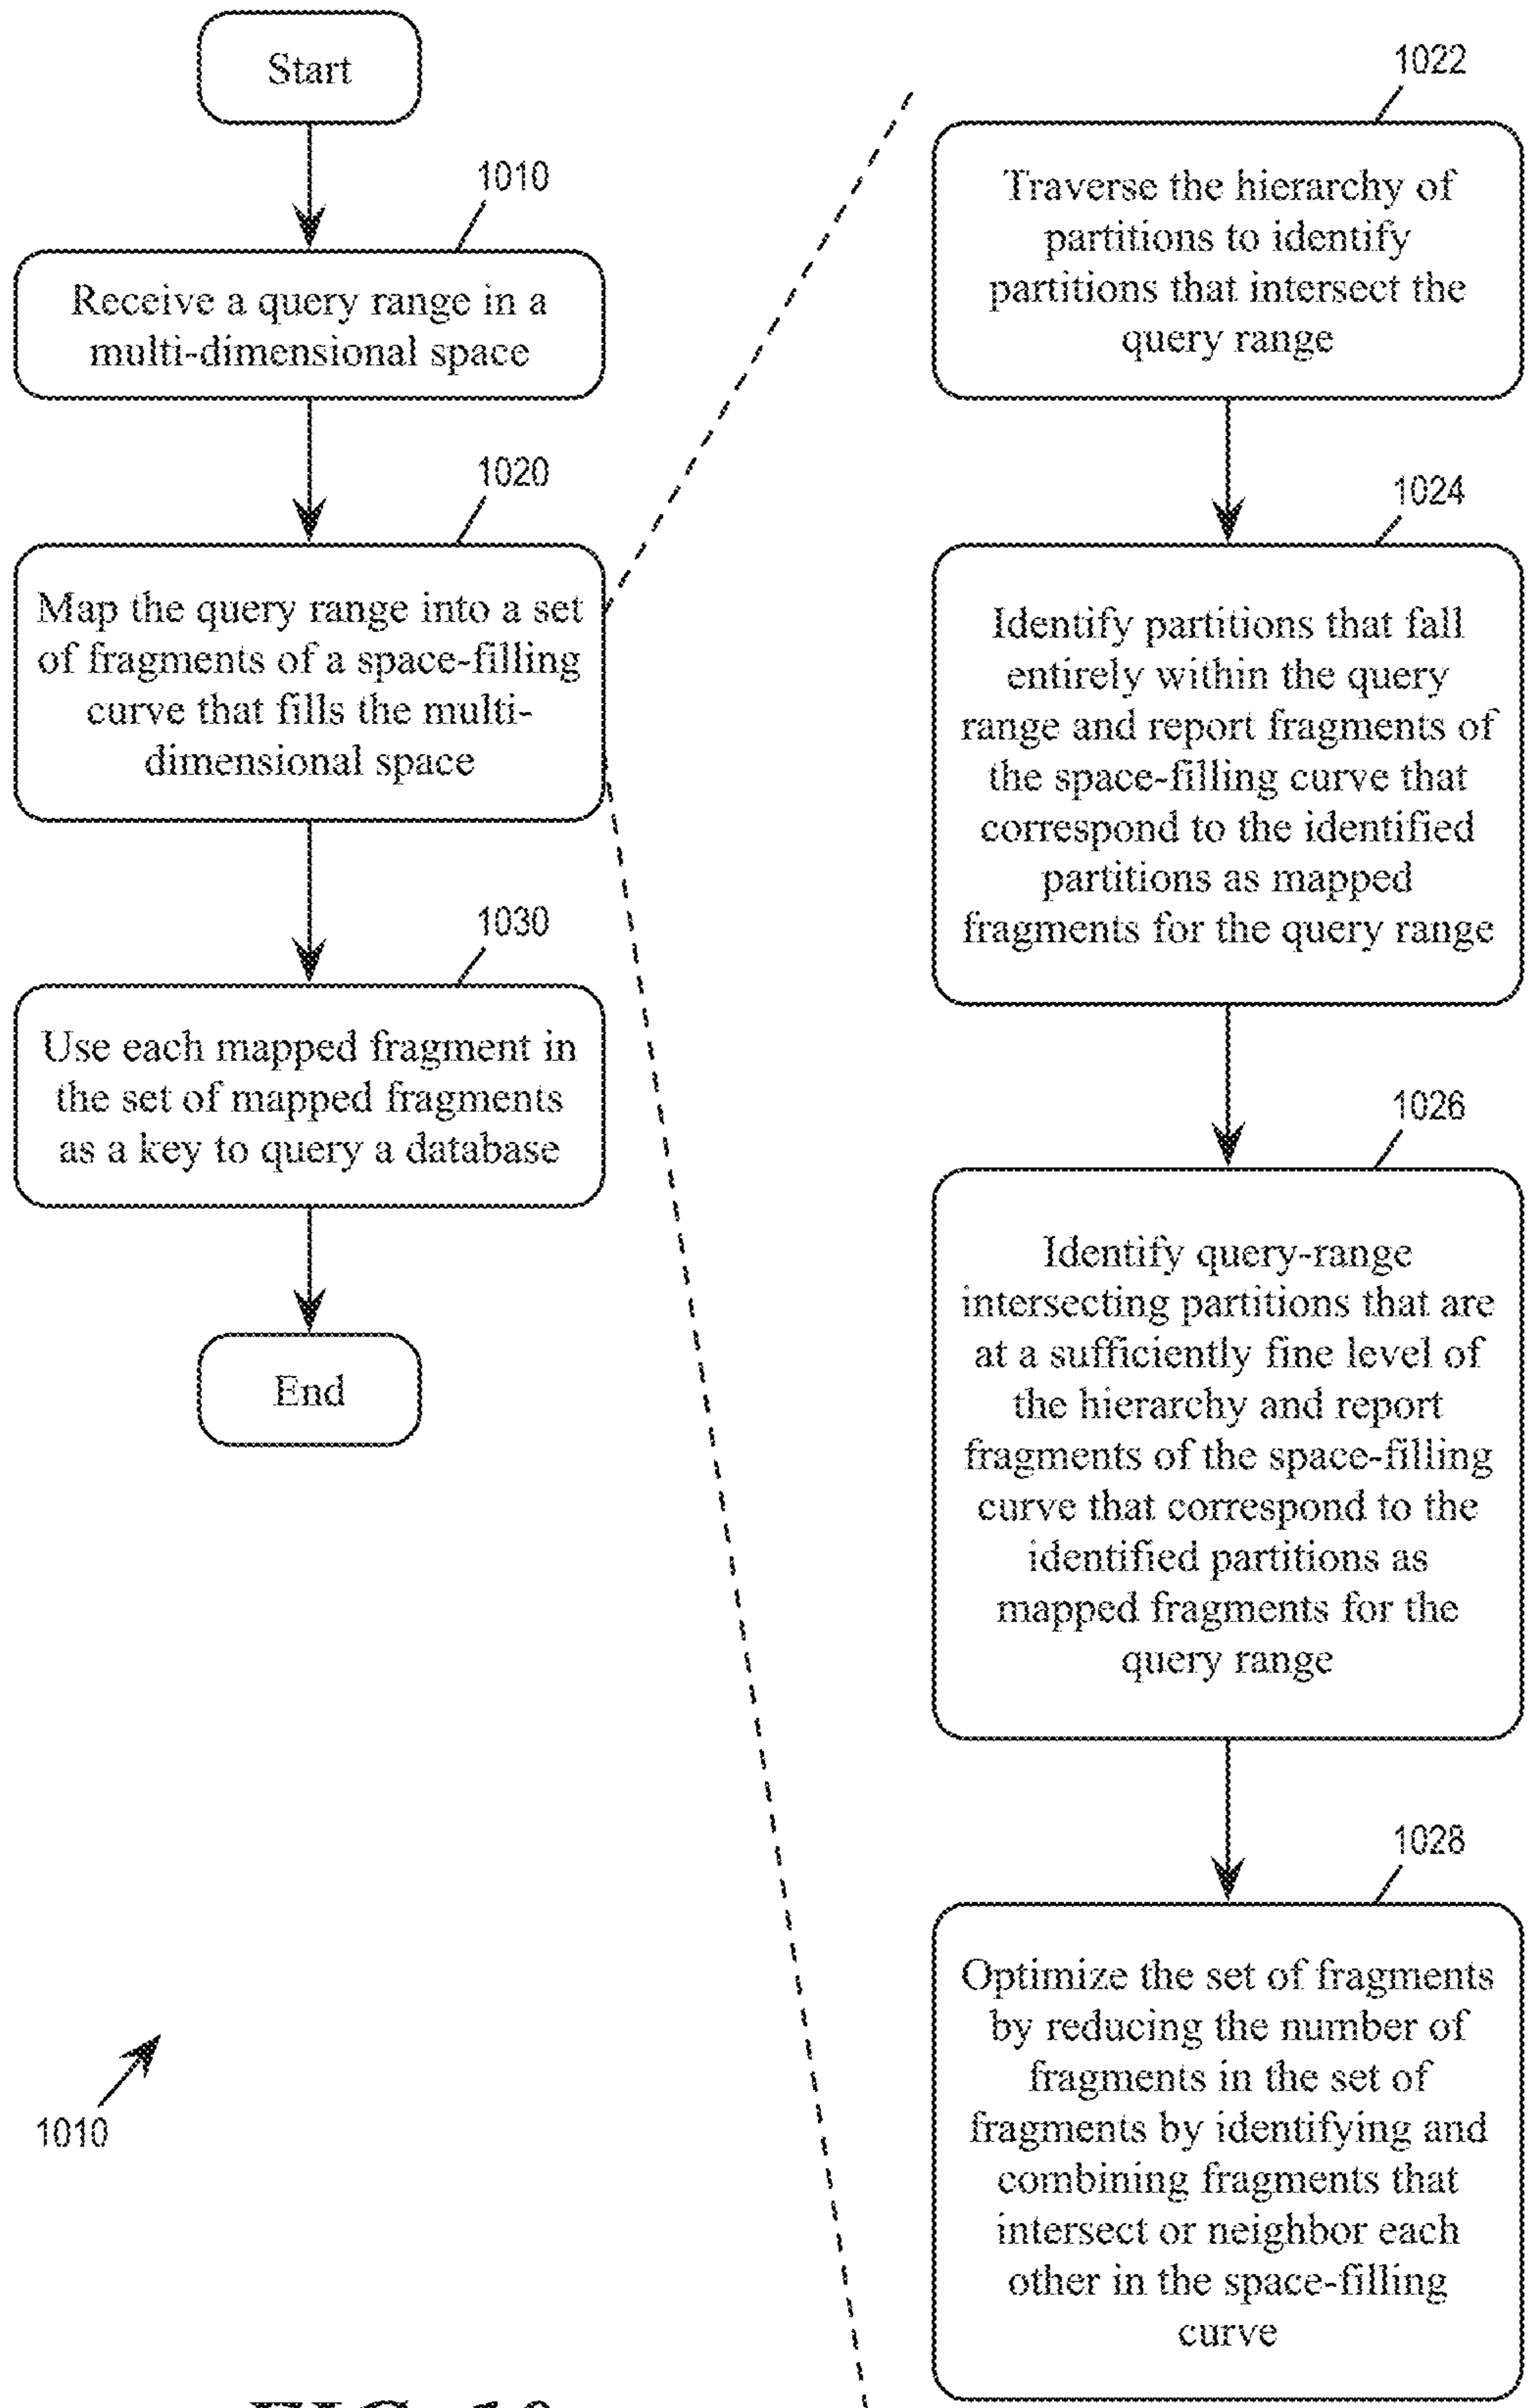 Start
1010
Receive a query range in a
multi-dimensional space
1020
Map the query range into a set
of fragments of a space-filling
curve that fills the multi-
dimensional space
1030
Use each mapped fragment in
the set of mapped fragments
as a key to query a database
End
1010
1022
Traverse the hierarchy of
partitions to identify
partitions that intersect the
query range
1024
Identify partitions that fall
entirely within the query
range and report fragments of
the space-filling curve that
correspond to the identified
partitions as mapped
fragments for the query range
1026
Identify query-range
intersecting partitions that are
at a sufficiently fine level of
the hierarchy and report
fragments of the space-filling
curve that correspond to the
identified partitions as
mapped fragments for the
query range
1028
Optimize the set of fragments
by reducing the number of
fragments in the set of
fragments by identifying and
combining fragments that
intersect or neighbor each
other in the space-filling
curve